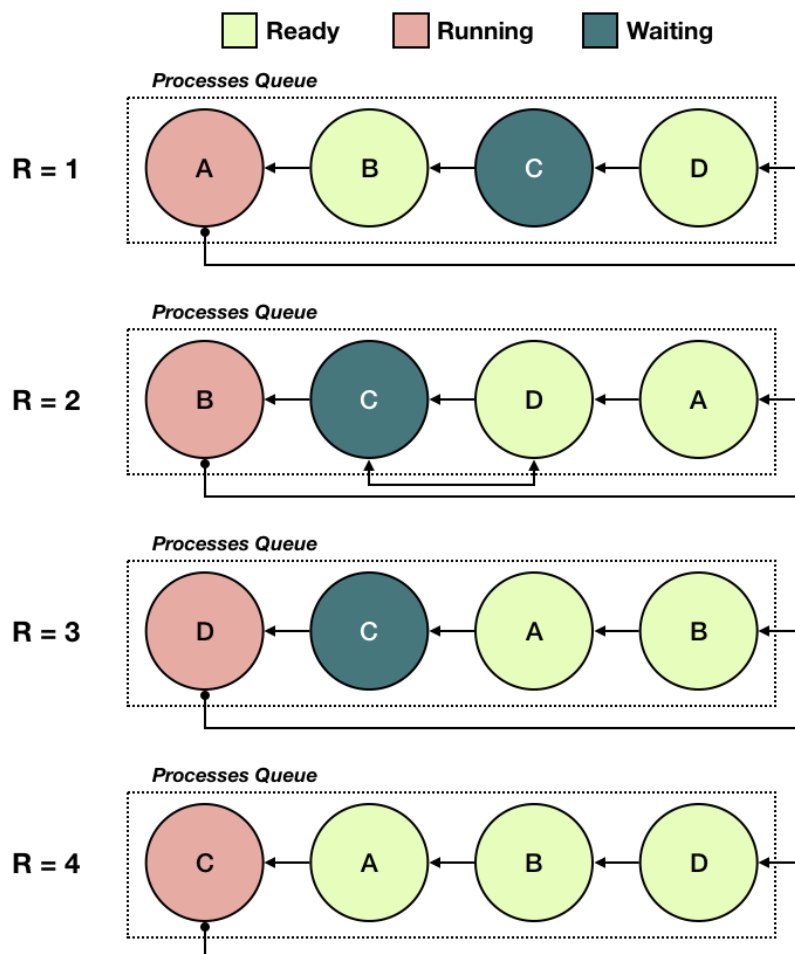 Ready Running Waiting
Processes Queue
R = 1 A B C D
Processes Queue
R = 2 B C D A
Processes Queue
R = 3 D C A B
Processes Queue
R = 4 C A B D